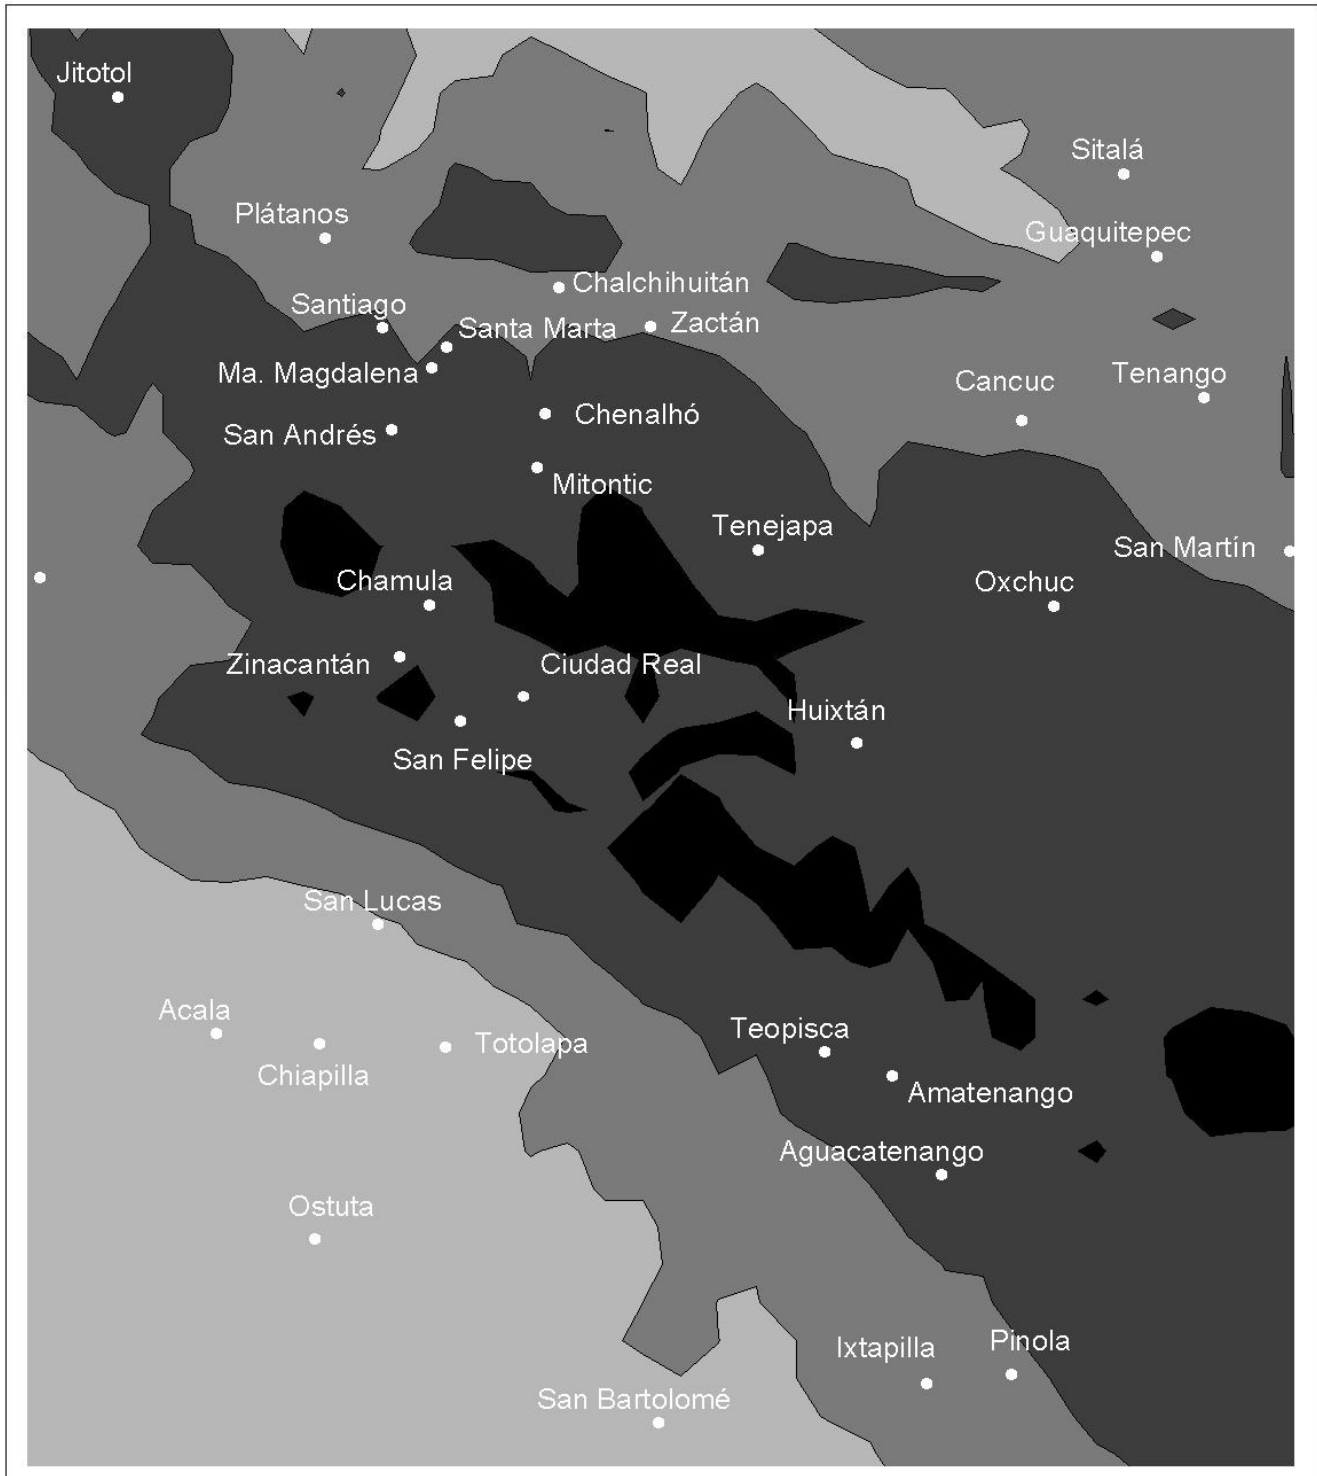 Jitotol
Sitalá
Plátanos
Guaquitepec
Chalchihuitán
Santiago
Santa Marta
Zactán
Ma. Magdalena
Cancuc
Tenango
Chenalhó
San Andrés
Mitontic
Tenejapa
San Martín
Chamula
Oxchuc
Zinacantán
Ciudad Real
Huixtán
San Felipe
San Lucas
Acala
Teopisca
Totolapa
Chiapilla
Amatenango
Aguacatenango
Ostuta
Ixtapilla
Pinola
San Bartolomé